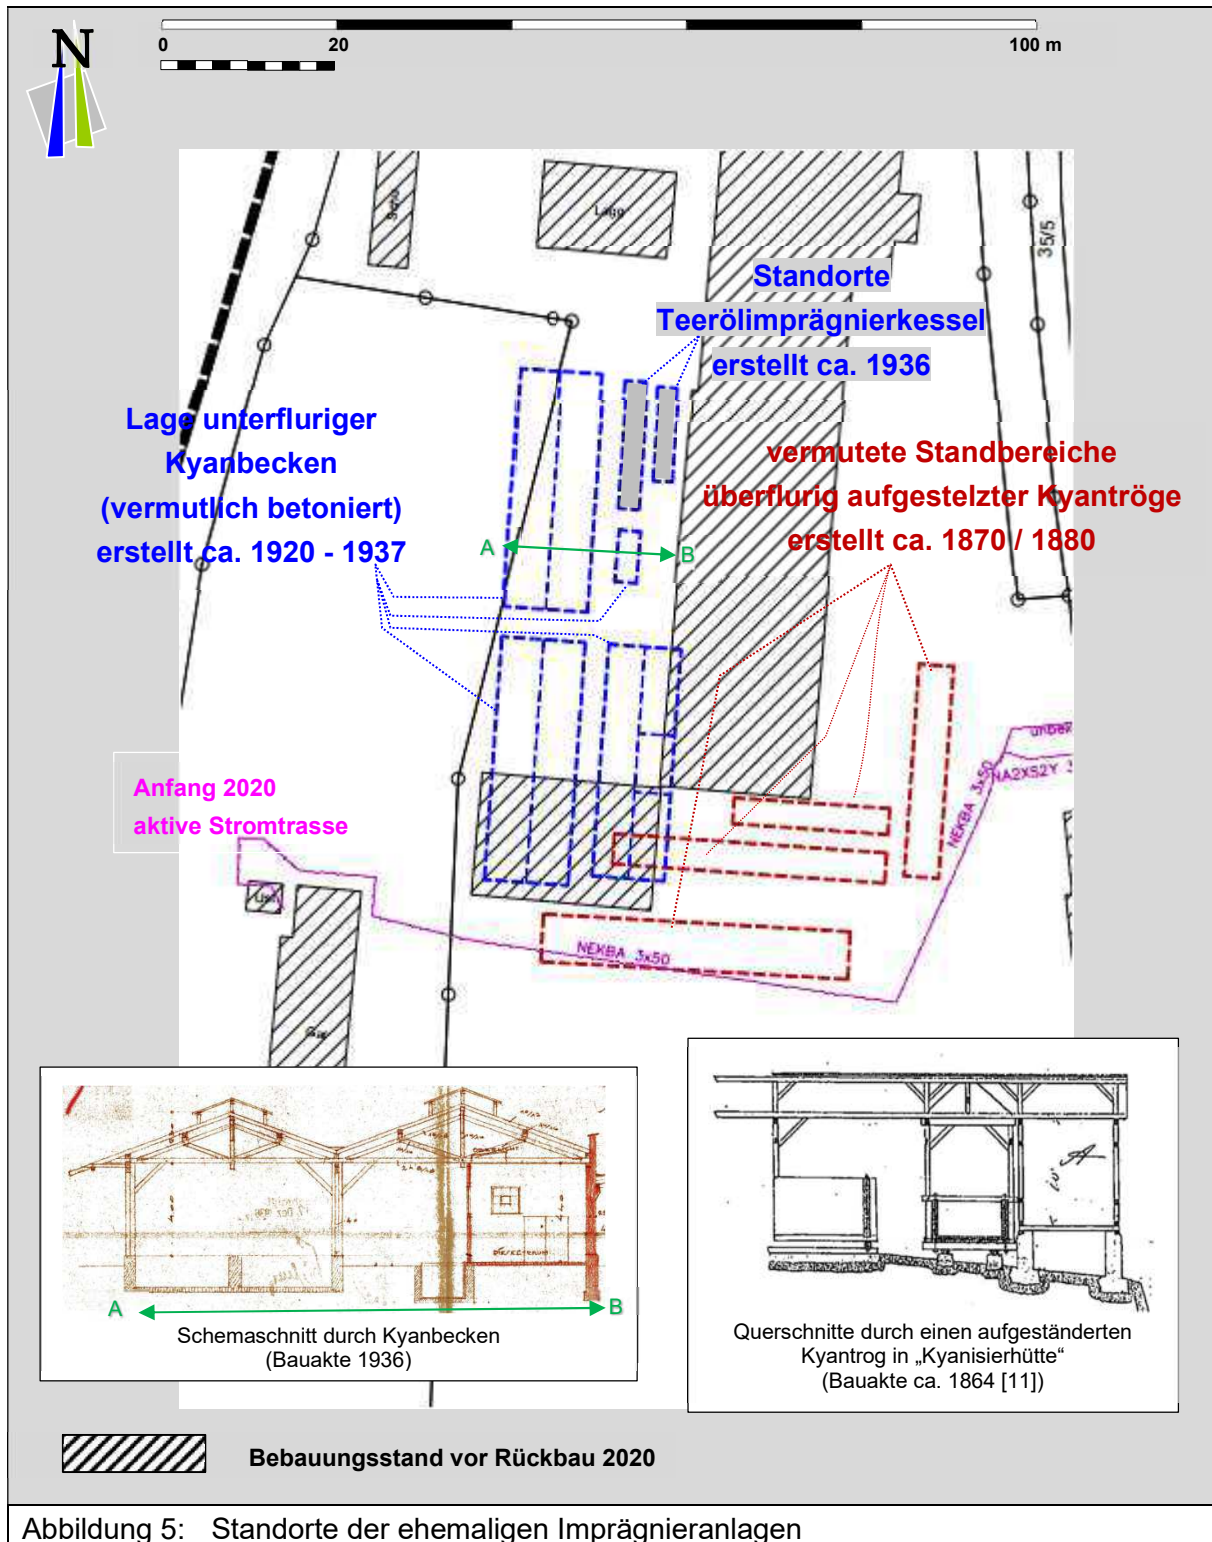 N
0 20 100 m
Lagg
35/5
Standorte
Teerölimprägnierkessel
erstellt ca. 1936
Lage unterfluriger
Kyanbecken
(vermutlich betoniert)
erstellt ca. 1920 - 1937
vermutete Standbereiche
überflurig aufgestelzter Kyantröge
erstellt ca. 1870 / 1880
A B
Anfang 2020
aktive Stromtrasse
NA2XS2Y 3
NEKBA 3x50
NEKBA 3x50
A B
Schemaschnitt durch Kyanbecken
(Bauakte 1936)
Querschnitte durch einen aufgeständerten
Kyantrog in „Kyanisierhütte“
(Bauakte ca. 1864 [11])
Bebauungsstand vor Rückbau 2020
Abbildung 5: Standorte der ehemaligen Imprägnieranlagen